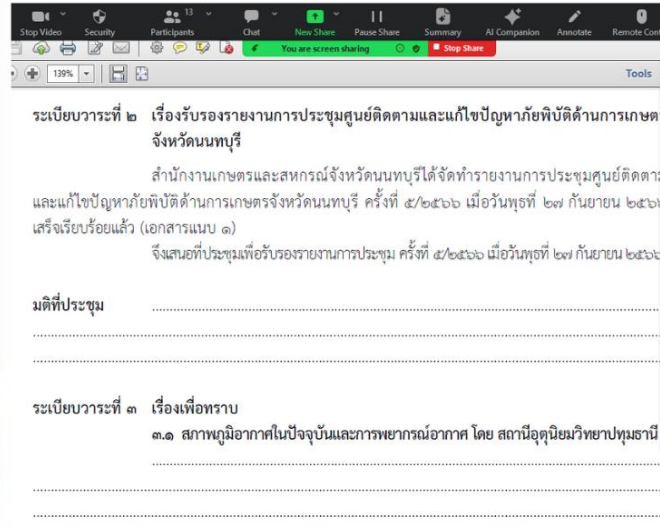 13
Stop Video Security Participants Chat New Share Pause Share Summary AI Companion Annotate Remote Cont
You are screen sharing Stop Share
139% Tools
ระเบียบวาระที่ ๒ เรื่องรับรองรายงานการประชุมศูนย์ติดตามและแก้ไขปัญหาภัยพิบัติด้านการเกษต
จังหวัดนนทบุรี
สำนักงานเกษตรและสหกรณ์จังหวัดนนทบุรีได้จัดทำรายงานการประชุมศูนย์ติดตา
และแก้ไขปัญหาภัยพิบัติด้านการเกษตรจังหวัดนนทบุรี ครั้งที่ ๕/๒๕๖๖ เมื่อวันพุธที่ ๒๗ กันยายน ๒๕๖๖
เสร็จเรียบร้อยแล้ว (เอกสารแนบ ๑)
จึงเสนอที่ประชุมเพื่อรับรองรายงานการประชุม ครั้งที่ ๕/๒๕๖๖ เมื่อวันพุธที่ ๒๗ กันยายน ๒๕๖๖
มติที่ประชุม
ระเบียบวาระที่ ๓ เรื่องเพื่อทราบ
๓.๑ สภาพภูมิอากาศในปัจจุบันและการพยากรณ์อากาศ โดย สถานีอุตุนิยมวิทยาปทุมธานี